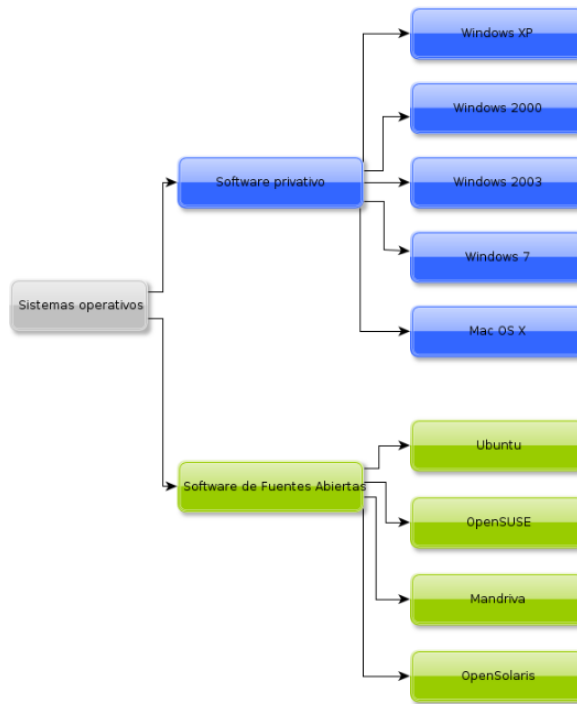 Windows XP
Windows 2000
Software privativo
Windows 2003
Windows 7
Sistemas operativos
Mac OS X
Ubuntu
Software de Fuentes Abiertas
OpenSUSE
Mandriva
OpenSolaris